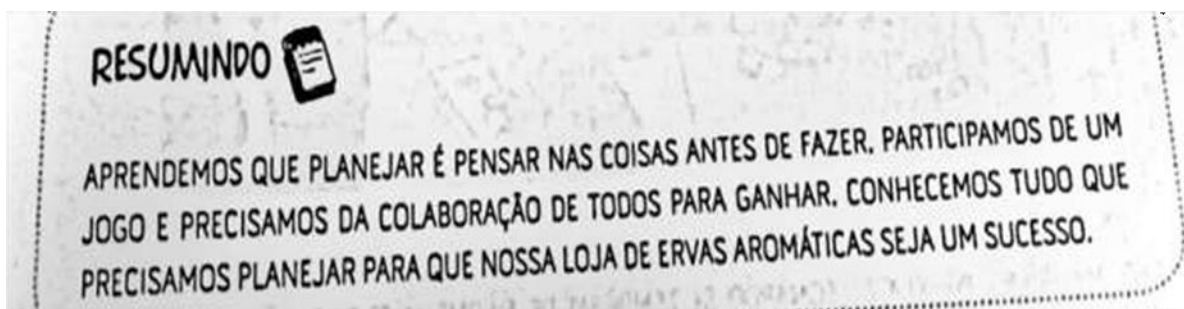 RESUMINDO
APRENDEMOS QUE PLANEJAR É PENSAR NAS COISAS ANTES DE FAZER. PARTICIPAMOS DE UM
JOGO E PRECISAMOS DA COLABORAÇÃO DE TODOS PARA GANHAR. CONHECEMOS TUDO QUE
PRECISAMOS PLANEJAR PARA QUE NOSSA LOJA DE ERVAS AROMÁTICAS SEJA UM SUCESSO.